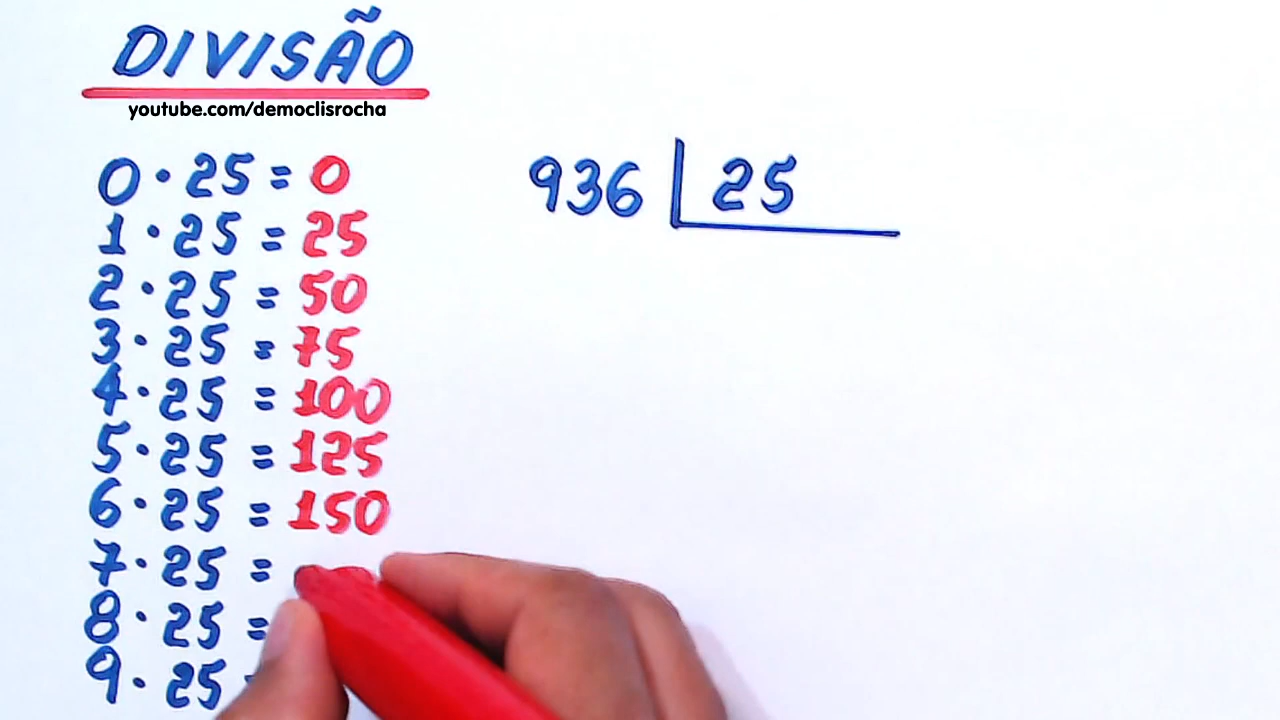 DIVISÃO
youtube.com/democlisrocha
0 · 25 = 0
1 · 25 = 25
2 · 25 = 50
3 · 25 = 75
4 · 25 = 100
5 · 25 = 125
6 · 25 = 150
7 · 25 =
8 · 25 =
9 · 25
936 25